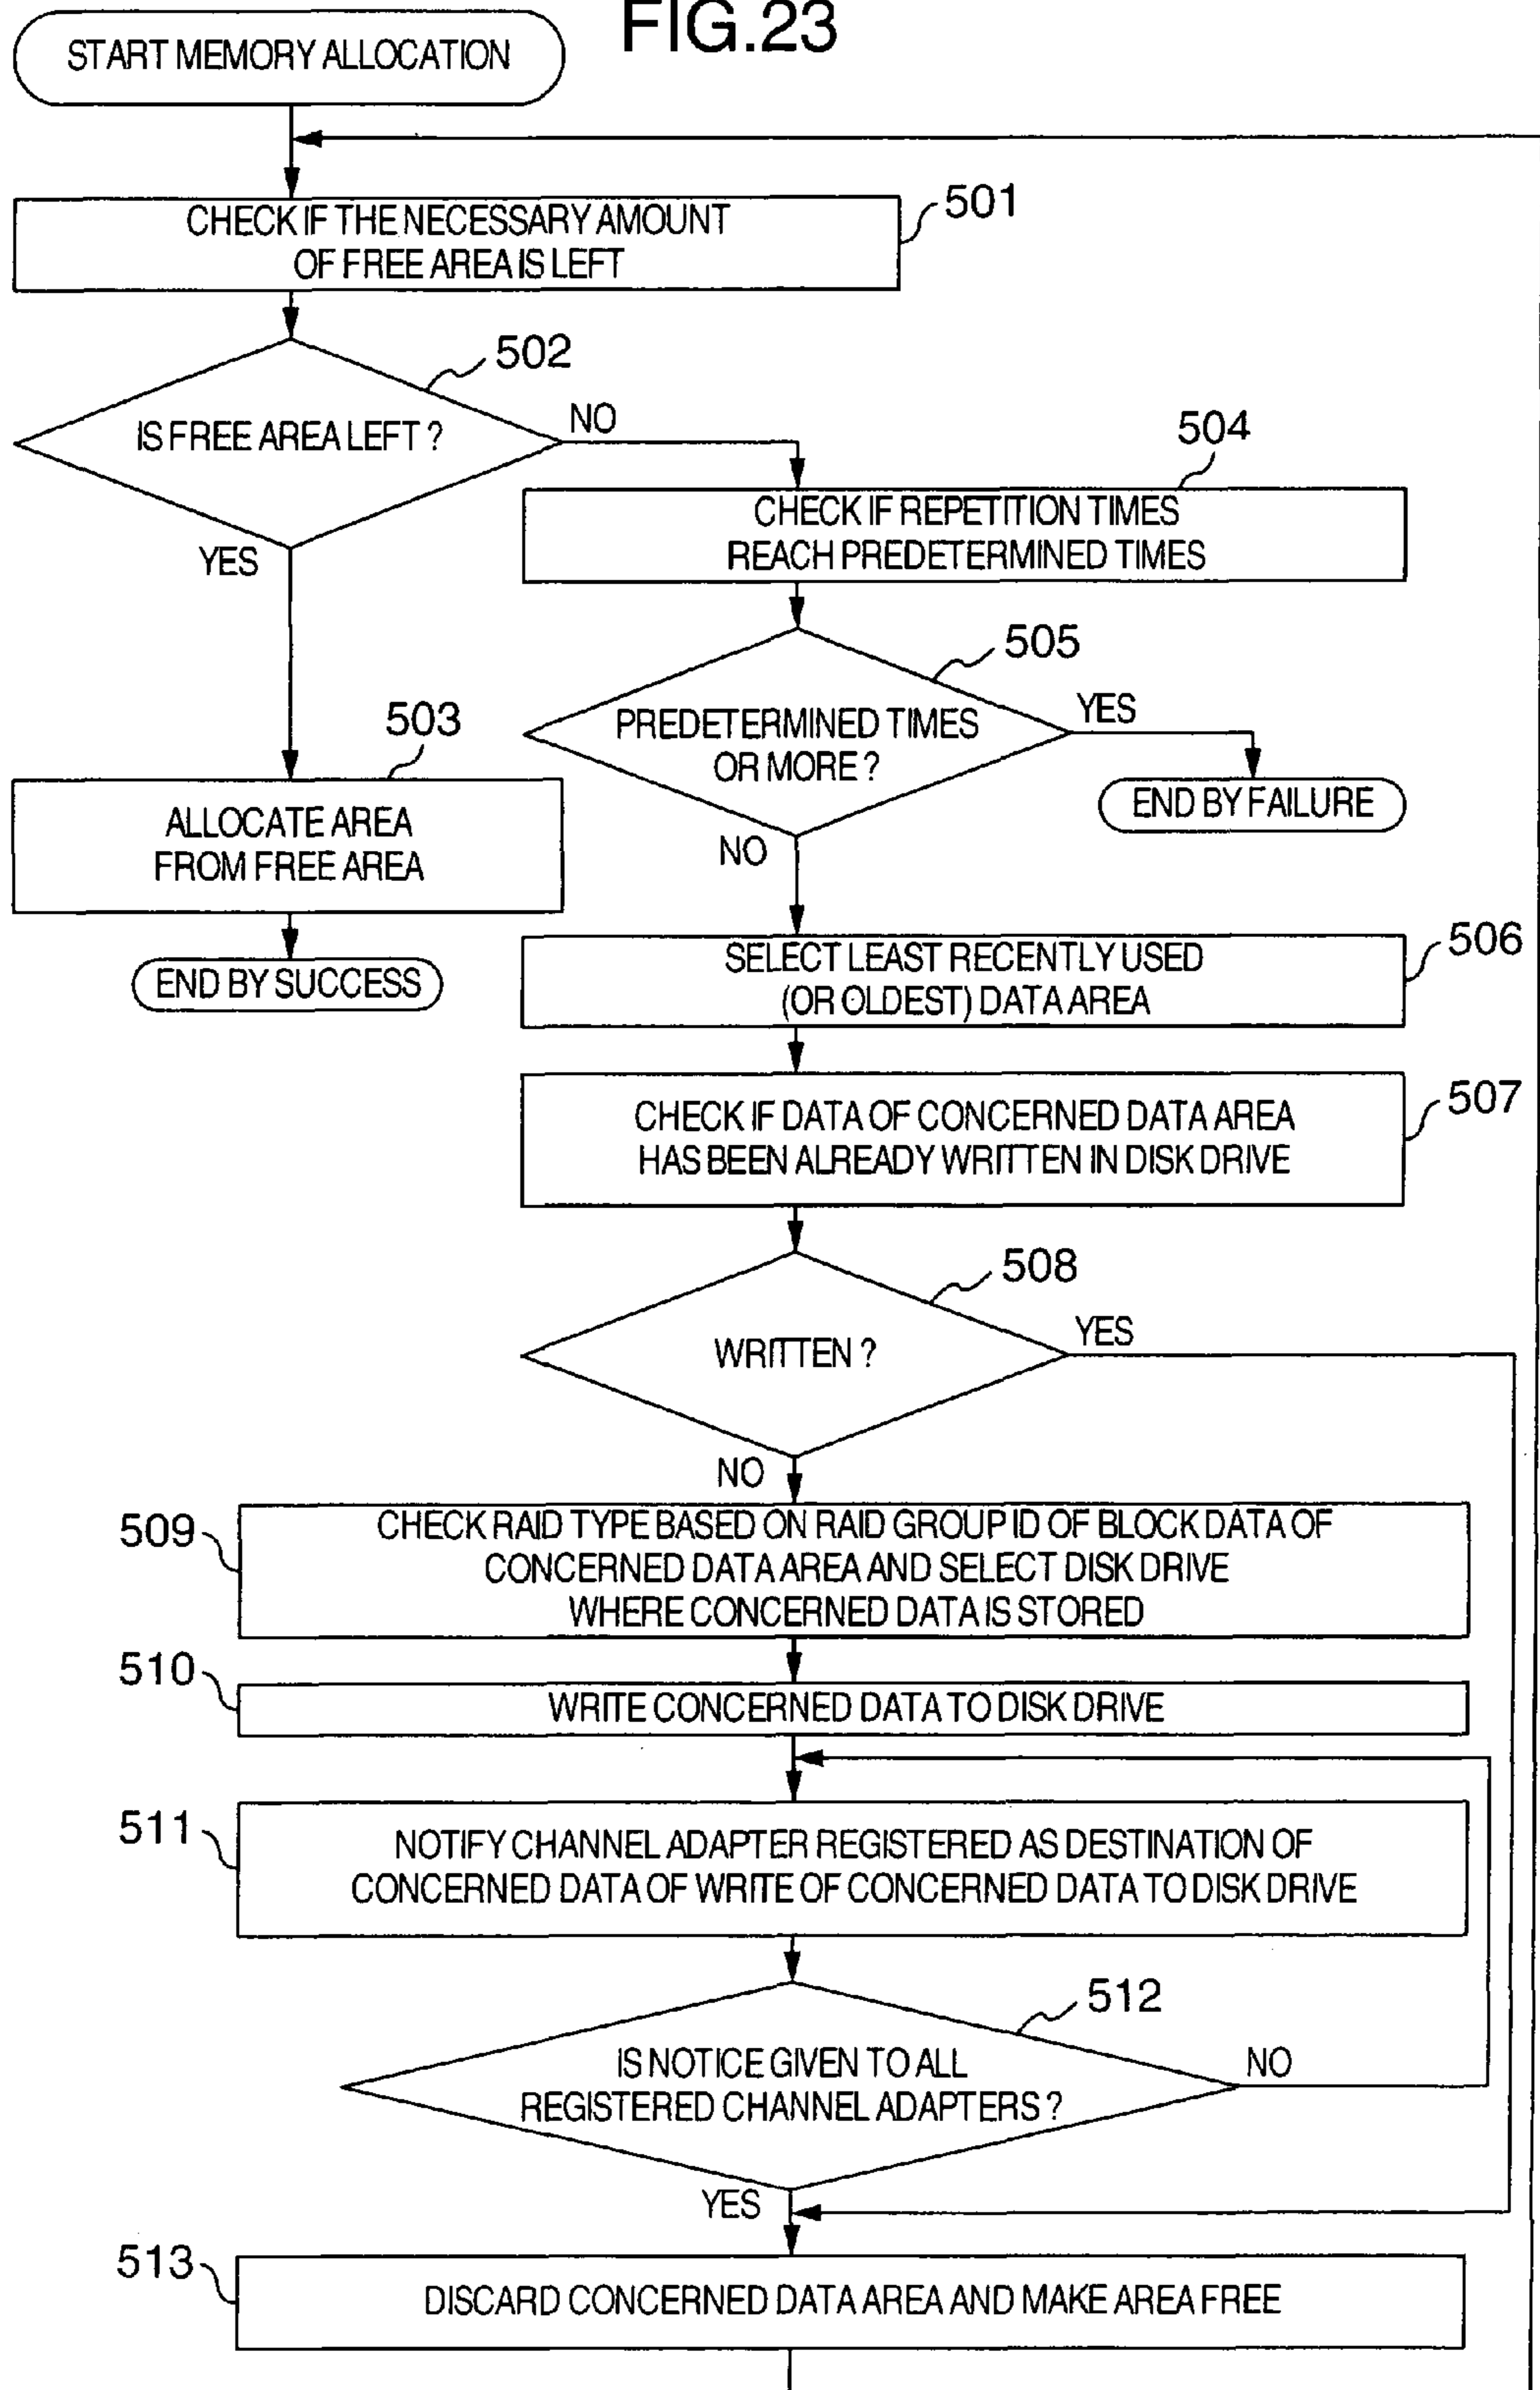 FIG.23
START MEMORY ALLOCATION
501
CHECK IF THE NECESSARY AMOUNT
OF FREE AREA IS LEFT
502
IS FREE AREA LEFT ?
NO
YES
504
CHECK IF REPETITION TIMES
REACH PREDETERMINED TIMES
505
PREDETERMINED TIMES
OR MORE ?
YES
NO
503
ALLOCATE AREA
FROM FREE AREA
END BY FAILURE
END BY SUCCESS
506
SELECT LEAST RECENTLY USED
(OR OLDEST) DATA AREA
507
CHECK IF DATA OF CONCERNED DATA AREA
HAS BEEN ALREADY WRITTEN IN DISK DRIVE
508
WRITTEN ?
YES
NO
509
CHECK RAID TYPE BASED ON RAID GROUP ID OF BLOCK DATA OF
CONCERNED DATA AREA AND SELECT DISK DRIVE
WHERE CONCERNED DATA IS STORED
510
WRITE CONCERNED DATA TO DISK DRIVE
511
NOTIFY CHANNEL ADAPTER REGISTERED AS DESTINATION OF
CONCERNED DATA OF WRITE OF CONCERNED DATA TO DISK DRIVE
512
IS NOTICE GIVEN TO ALL
REGISTERED CHANNEL ADAPTERS ?
NO
YES
513
DISCARD CONCERNED DATA AREA AND MAKE AREA FREE